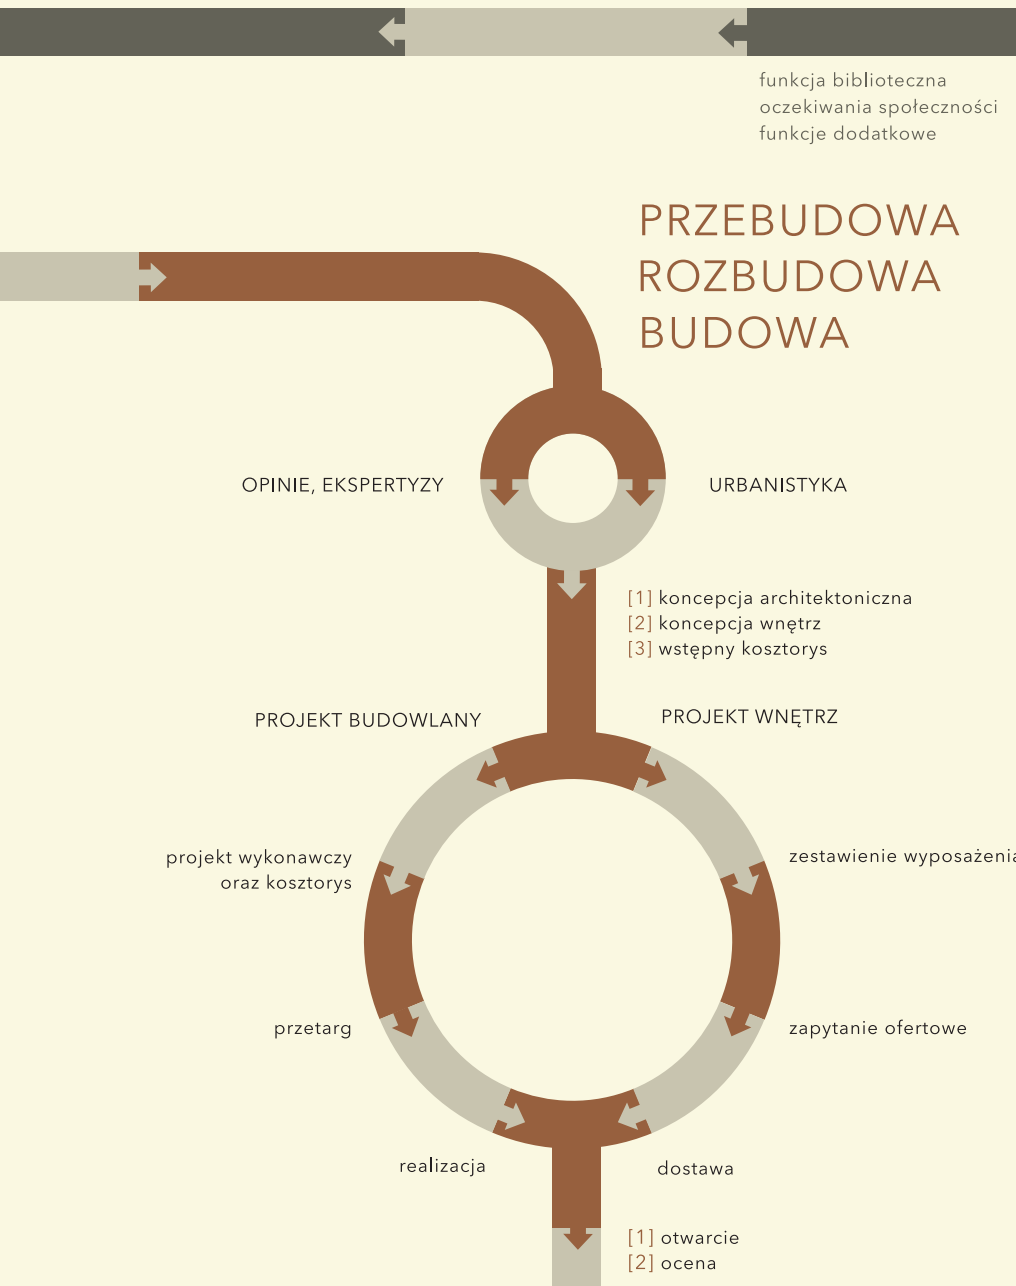 funkcja biblioteczna
oczekiwania społeczności
funkcje dodatkowe
PRZEBUDOWA
ROZBUDOWA
BUDOWA
OPINIE, EKSPERTYZY
URBANISTYKA
[1] koncepcja architektoniczna
[2] koncepcja wnętrz
[3] wstępny kosztorys
PROJEKT BUDOWLANY
PROJEKT WNĘTRZ
projekt wykonawczy
oraz kosztorys
zestawienie wyposażenia
przetarg
zapytanie ofertowe
realizacja
dostawa
[1] otwarcie
[2] ocena